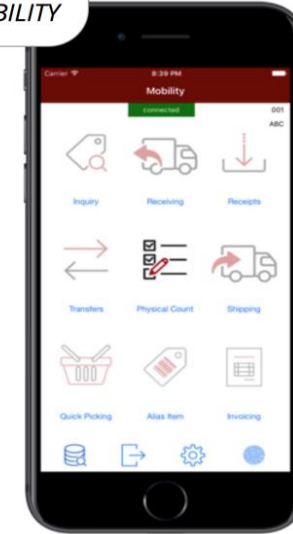 BILITY
Carrier 8:39 PM
Mobility
connected 001
ABC
Inquiry Receiving Receipts
Transfers Physical Count Shipping
Quick Picking Alias Item Invoicing